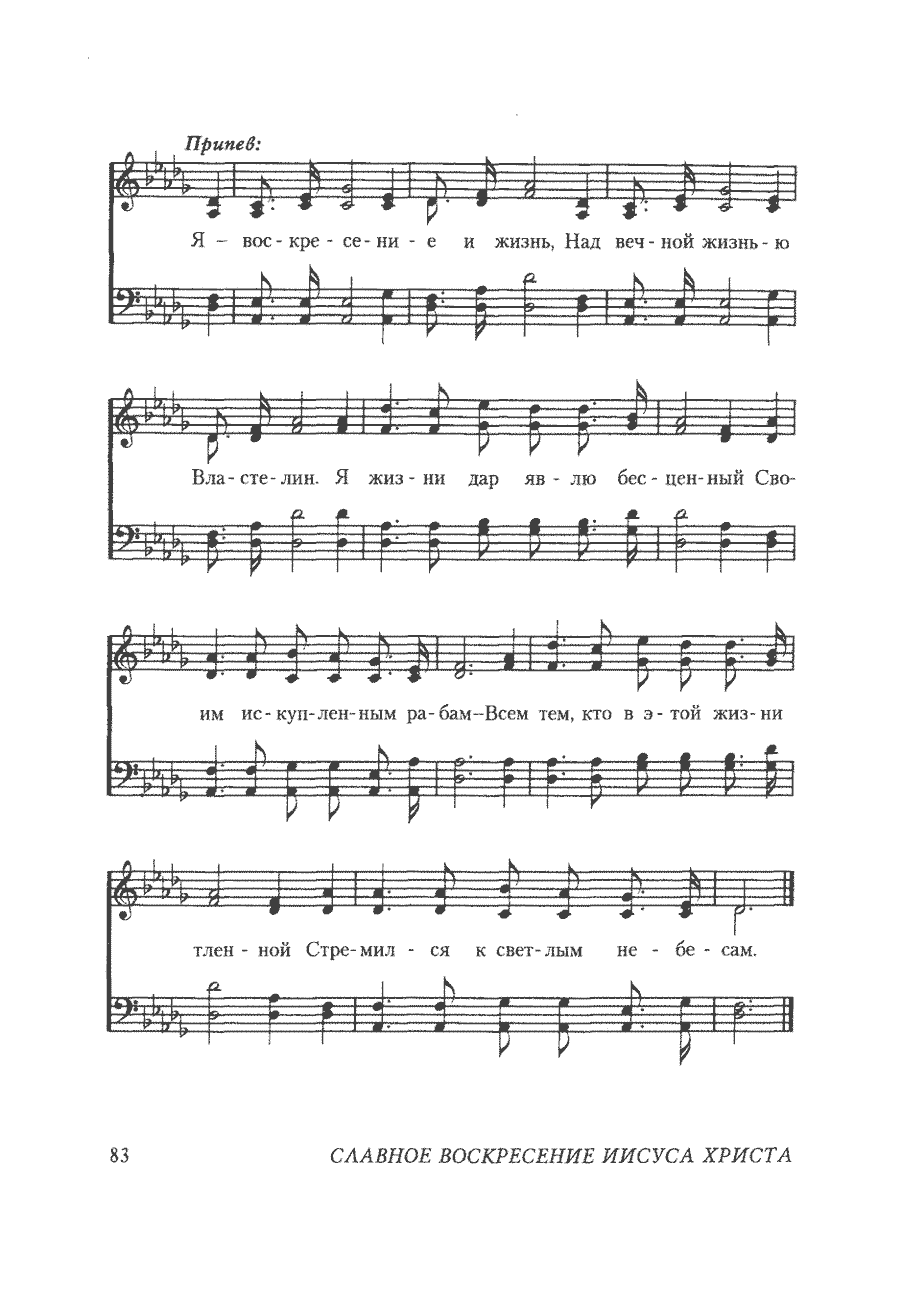 Припев:
Я – вос - кре - се - ни - е и жизнь, Над веч - ной жизнь - ю
Вла - сте - лин. Я жиз - ни дар яв - лю бес - цен - ный Сво-
им ис - куп - лен - ным ра - бам–Всем тем, кто в э - той жиз - ни
тлен - ной Стре - мил - ся к свет - лым не - бе - сам.
83 СЛАВНОЕ ВОСКРЕСЕНИЕ ИИСУСА ХРИСТА